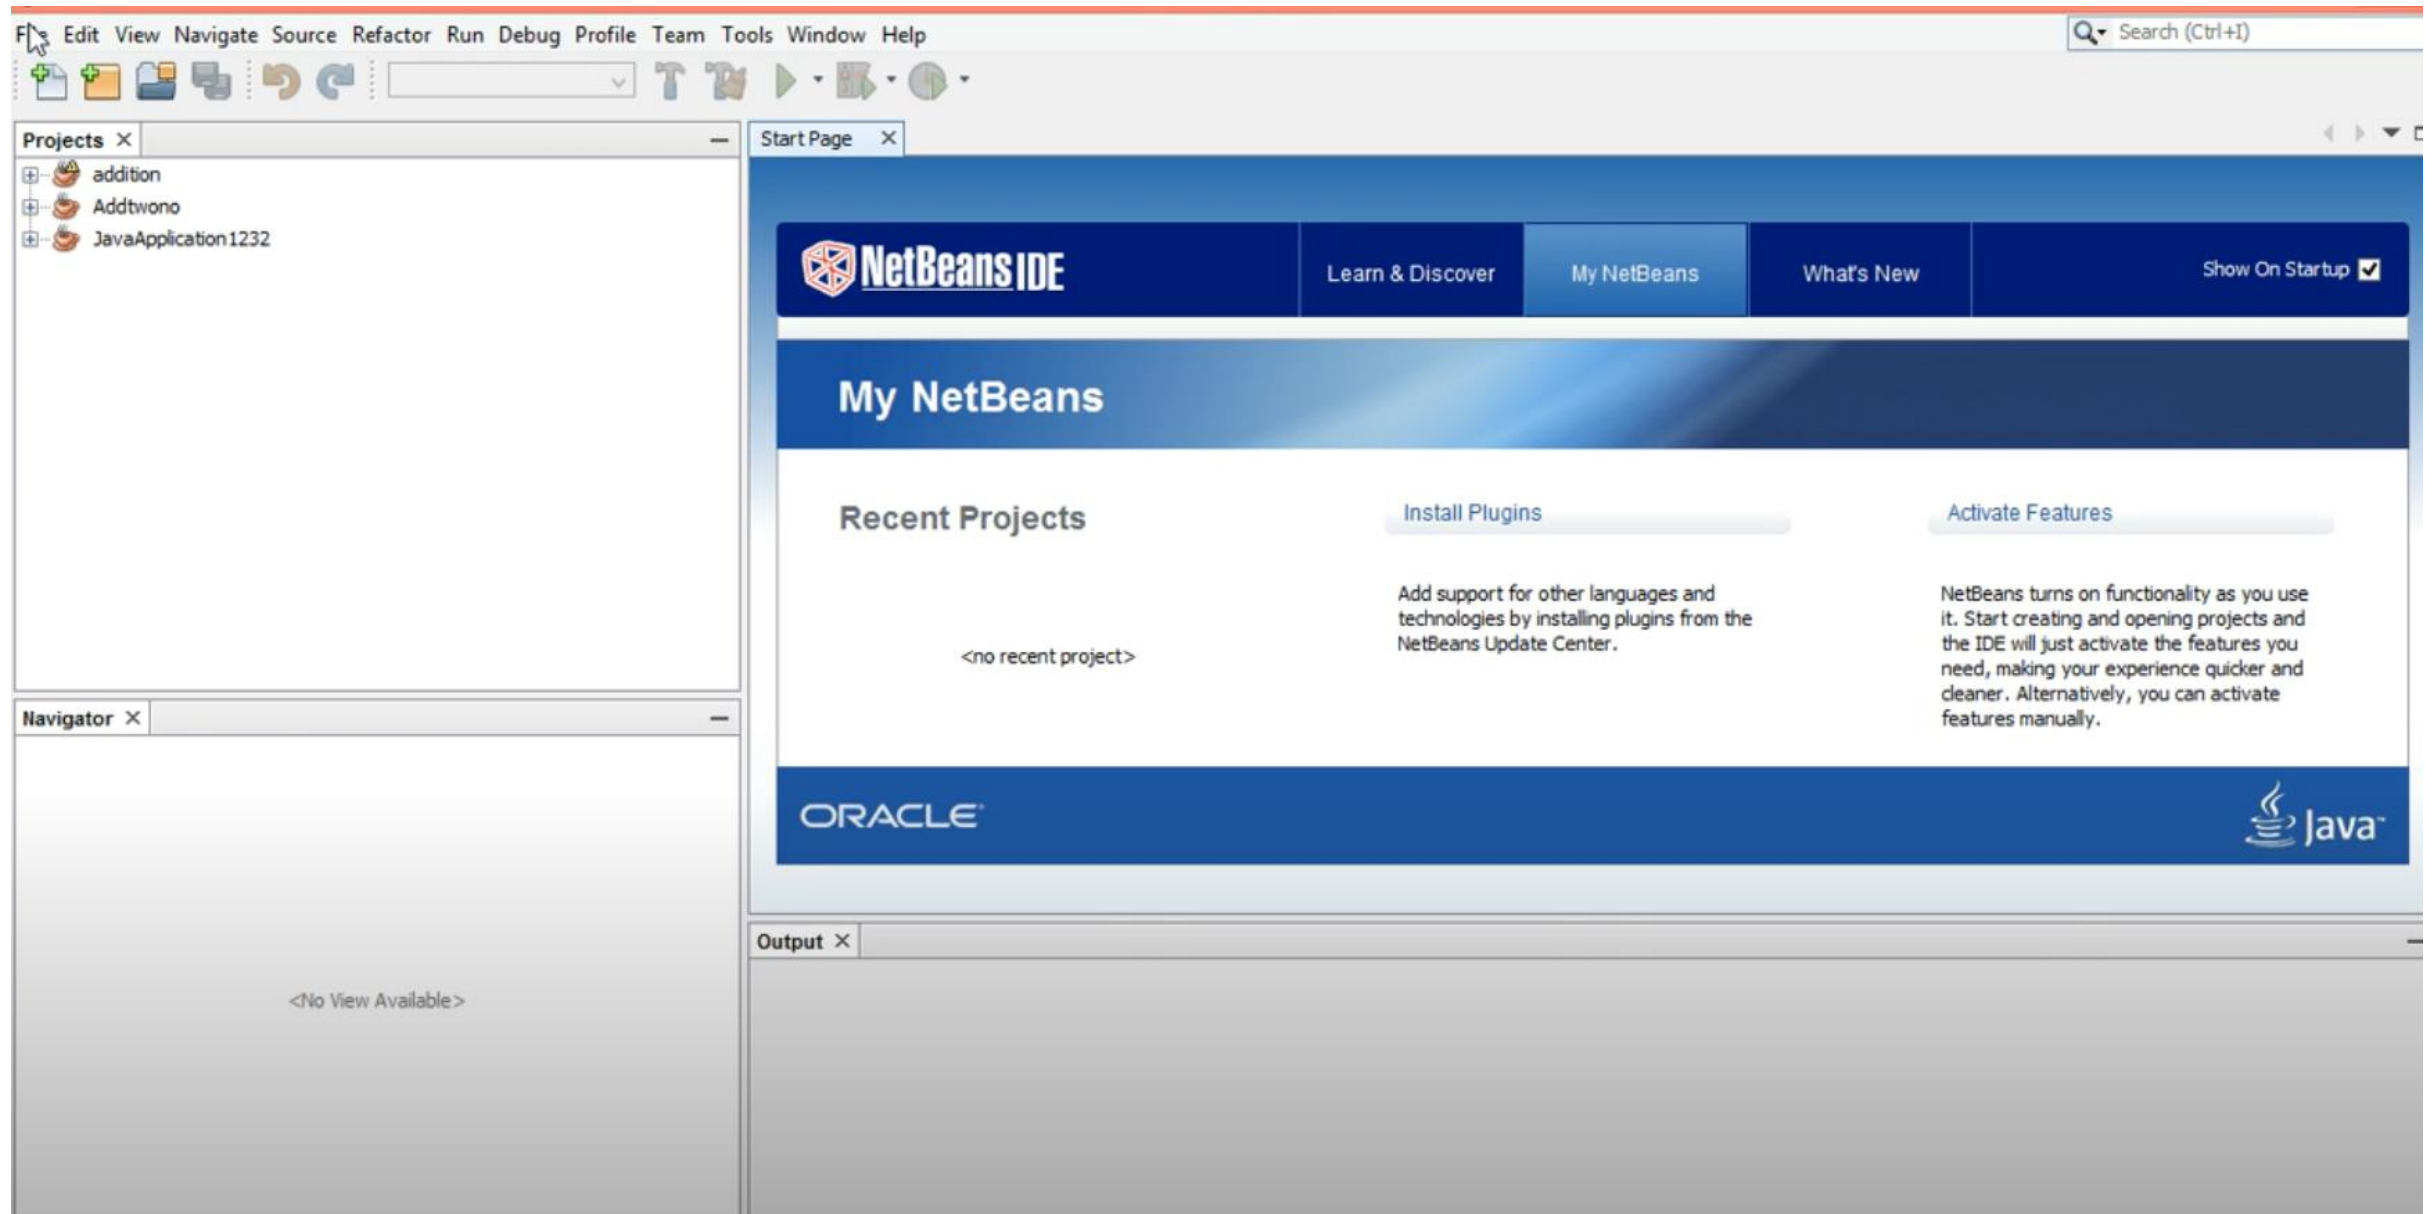 File Edit View Navigate Source Refactor Run Debug Profile Team Tools Window Help
Search (Ctrl+I)
Projects
addition
Addtwono
JavaApplication1232
Start Page
NetBeans IDE
Learn & Discover
My NetBeans
What's New
Show On Startup
My NetBeans
Recent Projects
<no recent project>
Install Plugins
Add support for other languages and
technologies by installing plugins from the
NetBeans Update Center.
Activate Features
NetBeans turns on functionality as you use
it. Start creating and opening projects and
the IDE will just activate the features you
need, making your experience quicker and
cleaner. Alternatively, you can activate
features manually.
ORACLE
Java™
Navigator
<No View Available>
Output